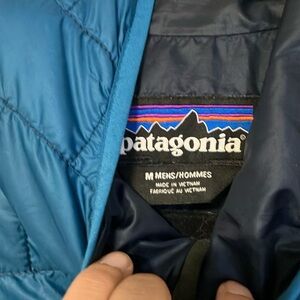 patagonia®
M MENS/HOMMES
MADE IN VIETNAM
FABRIQUÉ AU VIETNAM